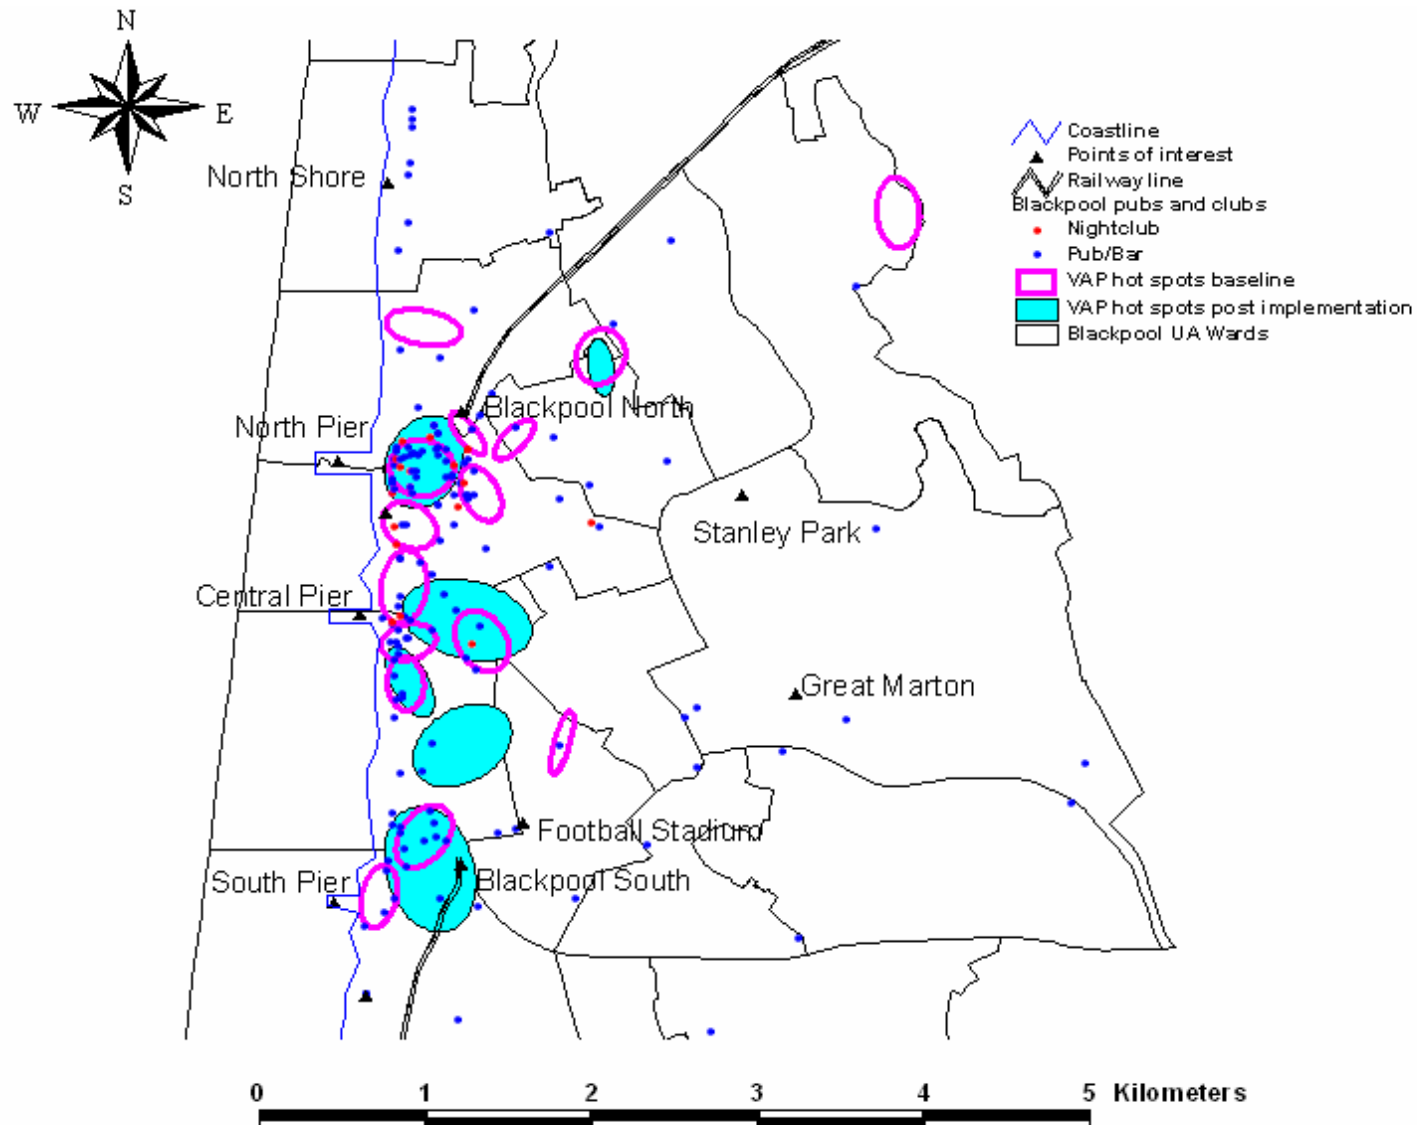 N
W E
S
Coastline
Points of interest
Railway line
Blackpool pubs and clubs
Nightclub
Pub/Bar
VAP hot spots baseline
VAP hot spots post implementation
Blackpool UA Wards
North Shore
Blackpool North
North Pier
Stanley Park
Central Pier
Great Marton
Football Stadium
South Pier
Blackpool South
0 1 2 3 4 5 Kilometers